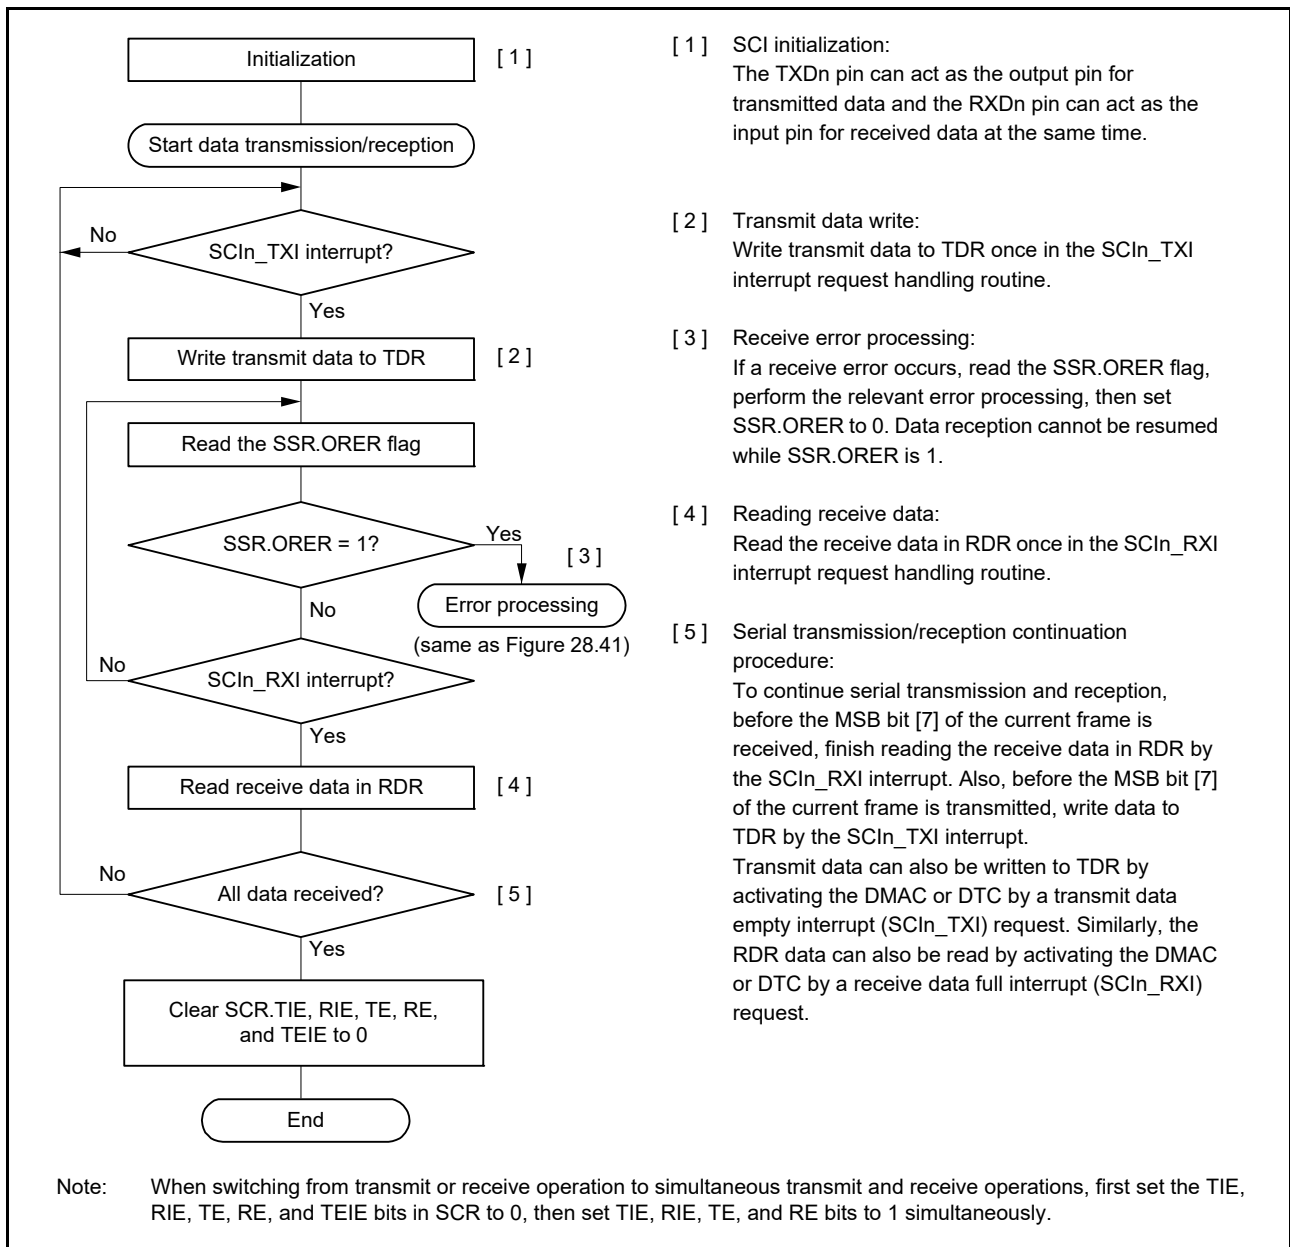 Initialization
[ 1 ]
Start data transmission/reception
No
SCIn_TXI interrupt?
Yes
Write transmit data to TDR
[ 2 ]
Read the SSR.ORER flag
SSR.ORER = 1?
Yes
[ 3 ]
Error processing
(same as Figure 28.41)
No
No
SCIn_RXI interrupt?
Yes
Read receive data in RDR
[ 4 ]
No
All data received?
[ 5 ]
Yes
Clear SCR.TIE, RIE, TE, RE,
and TEIE to 0
End
[ 1 ] SCI initialization:
The TXDn pin can act as the output pin for
transmitted data and the RXDn pin can act as the
input pin for received data at the same time.
[ 2 ] Transmit data write:
Write transmit data to TDR once in the SCIn_TXI
interrupt request handling routine.
[ 3 ] Receive error processing:
If a receive error occurs, read the SSR.ORER flag,
perform the relevant error processing, then set
SSR.ORER to 0. Data reception cannot be resumed
while SSR.ORER is 1.
[ 4 ] Reading receive data:
Read the receive data in RDR once in the SCIn_RXI
interrupt request handling routine.
[ 5 ] Serial transmission/reception continuation
procedure:
To continue serial transmission and reception,
before the MSB bit [7] of the current frame is
received, finish reading the receive data in RDR by
the SCIn_RXI interrupt. Also, before the MSB bit [7]
of the current frame is transmitted, write data to
TDR by the SCIn_TXI interrupt.
Transmit data can also be written to TDR by
activating the DMAC or DTC by a transmit data
empty interrupt (SCIn_TXI) request. Similarly, the
RDR data can also be read by activating the DMAC
or DTC by a receive data full interrupt (SCIn_RXI)
request.
Note: When switching from transmit or receive operation to simultaneous transmit and receive operations, first set the TIE,
RIE, TE, RE, and TEIE bits in SCR to 0, then set TIE, RIE, TE, and RE bits to 1 simultaneously.